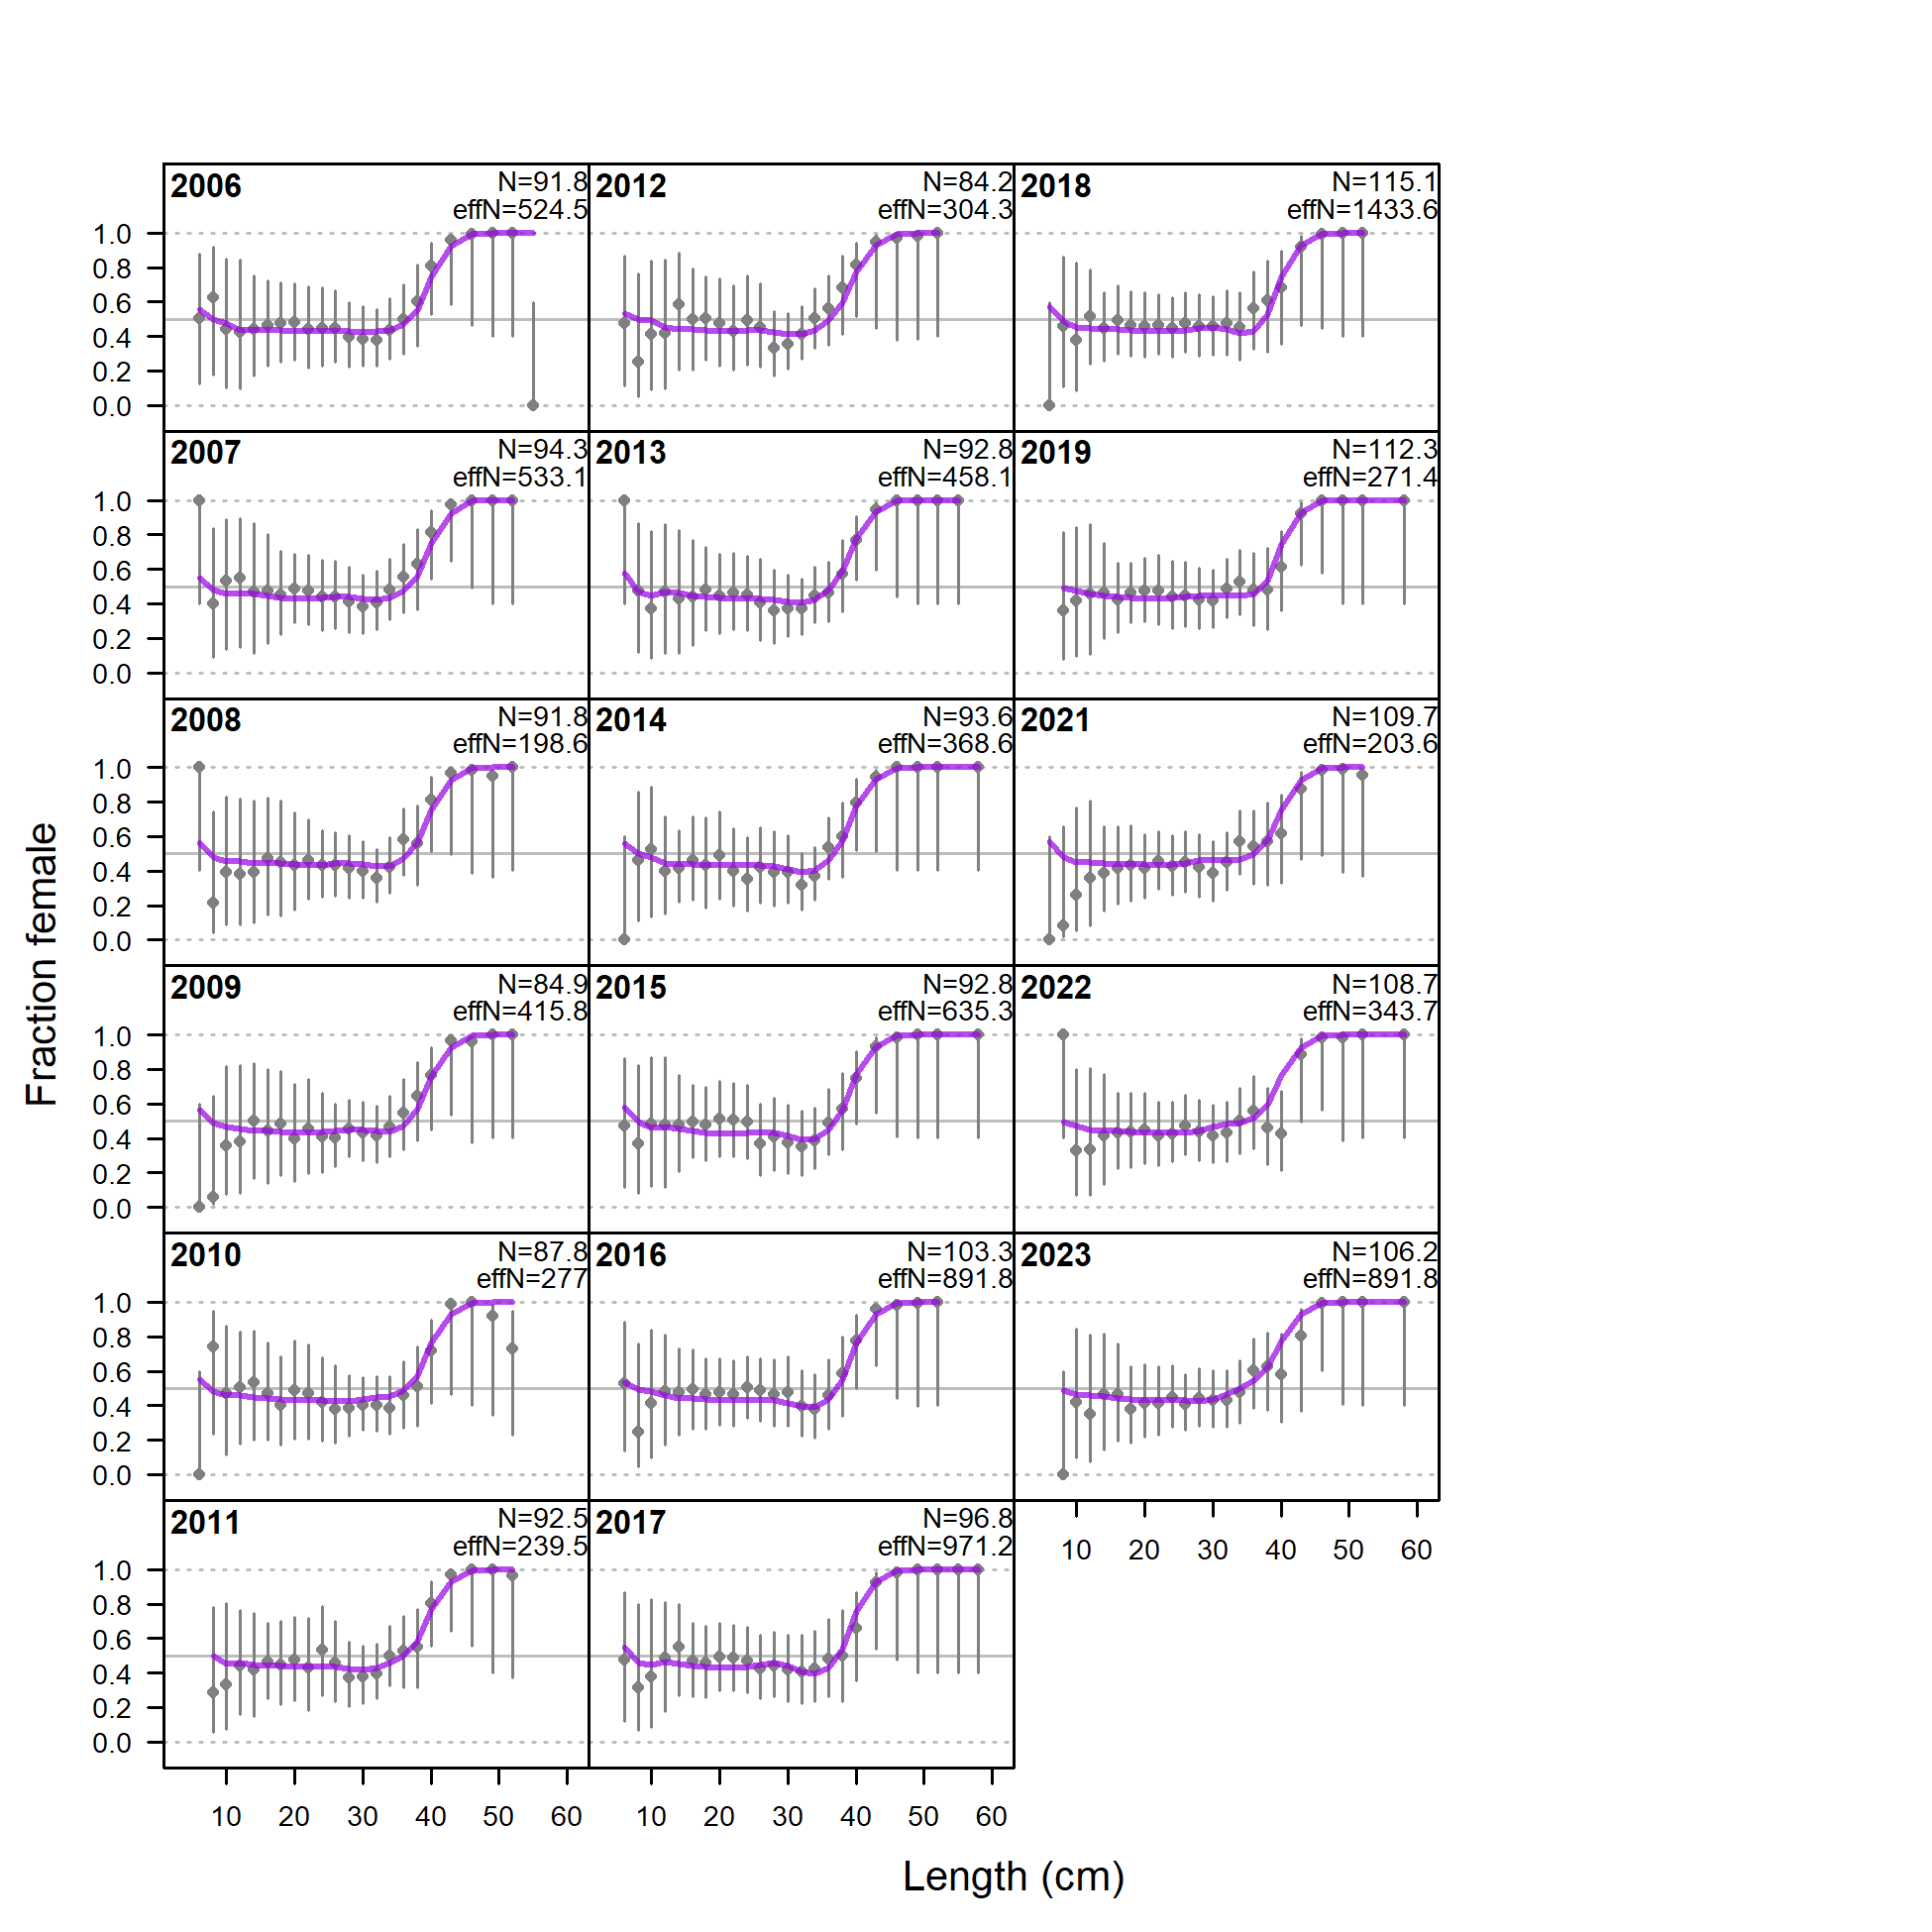 2006
N=91.8
effN=524.5
2012
N=84.2
effN=304.3
2018
N=115.1
effN=1433.6
1.0
0.8
0.6
0.4
0.2
0.0
2007
N=94.3
effN=533.1
2013
N=92.8
effN=458.1
2019
N=112.3
effN=271.4
1.0
0.8
0.6
0.4
0.2
0.0
2008
N=91.8
effN=198.6
2014
N=93.6
effN=368.6
2021
N=109.7
effN=203.6
1.0
0.8
0.6
0.4
0.2
0.0
Fraction female
2009
N=84.9
effN=415.8
2015
N=92.8
effN=635.3
2022
N=108.7
effN=343.7
1.0
0.8
0.6
0.4
0.2
0.0
2010
N=87.8
effN=277
2016
N=103.3
effN=891.8
2023
N=106.2
effN=891.8
1.0
0.8
0.6
0.4
0.2
0.0
2011
N=92.5
effN=239.5
2017
N=96.8
effN=971.2
10 20 30 40 50 60
1.0
0.8
0.6
0.4
0.2
0.0
10 20 30 40 50 60
10 20 30 40 50 60
Length (cm)